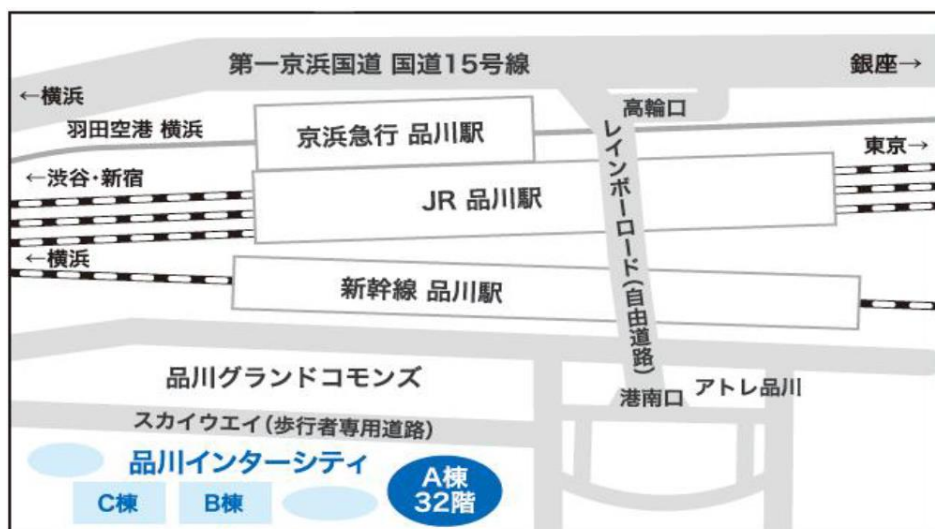 第一京浜国道 国道15号線
銀座→
←横浜
高輪口
羽田空港 横浜
京浜急行 品川駅
東京→
←渋谷・新宿
JR 品川駅
レインボーロード(自由道路)
←横浜
新幹線 品川駅
品川グランドコモンズ
港南口
アトレ品川
スカイウエイ(歩行者専用道路)
品川インターシティ
A棟
32階
C棟
B棟